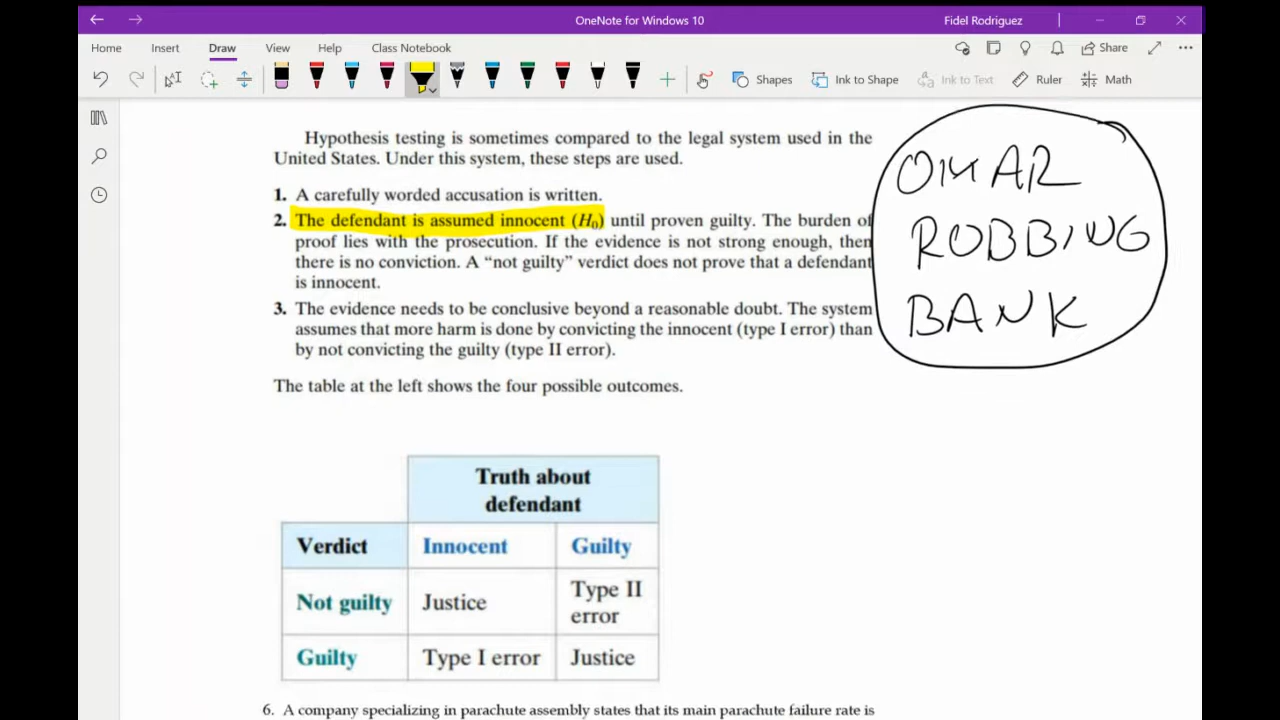 OneNote for Windows 10
Fidel Rodriguez
Home Insert Draw View Help Class Notebook Share
Shapes Ink to Shape Ink to Text Ruler Math
Hypothesis testing is sometimes compared to the legal system used in the
United States. Under this system, these steps are used.
1. A carefully worded accusation is written.
2. The defendant is assumed innocent (H₀) until proven guilty. The burden of
proof lies with the prosecution. If the evidence is not strong enough, then
there is no conviction. A “not guilty” verdict does not prove that a defendant
is innocent.
3. The evidence needs to be conclusive beyond a reasonable doubt. The system
assumes that more harm is done by convicting the innocent (type I error) than
by not convicting the guilty (type II error).
The table at the left shows the four possible outcomes.
OMAR
ROBBING
BANK
Truth about
defendant
Verdict Innocent Guilty
Not guilty Justice Type II
error
Guilty Type I error Justice
6. A company specializing in parachute assembly states that its main parachute failure rate is